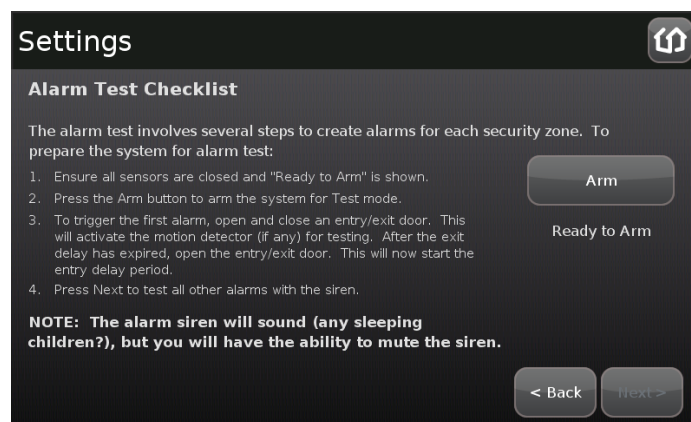 Settings
Alarm Test Checklist
The alarm test involves several steps to create alarms for each security zone. To
prepare the system for alarm test:
1. Ensure all sensors are closed and "Ready to Arm" is shown.
2. Press the Arm button to arm the system for Test mode.
3. To trigger the first alarm, open and close an entry/exit door. This
will activate the motion detector (if any) for testing. After the exit
delay has expired, open the entry/exit door. This will now start the
entry delay period.
4. Press Next to test all other alarms with the siren.
Arm
Ready to Arm
NOTE: The alarm siren will sound (any sleeping
children?), but you will have the ability to mute the siren.
< Back
Next >